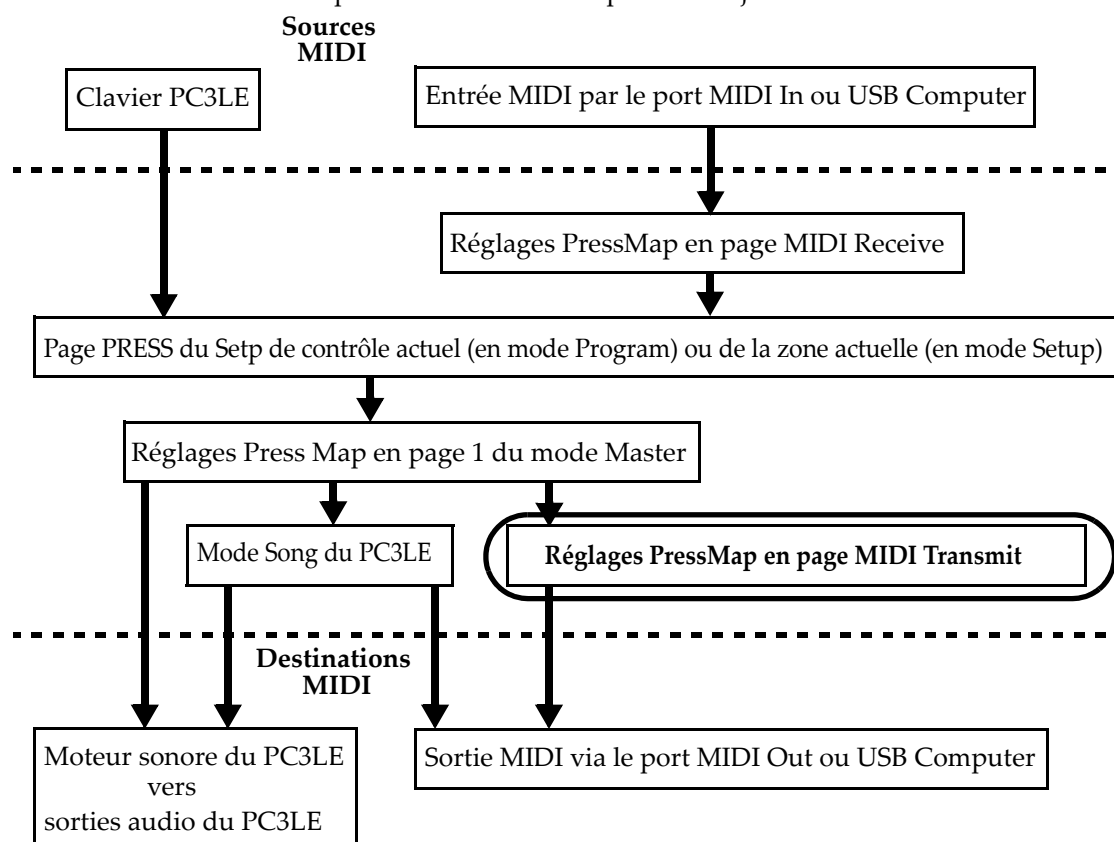 Sources
MIDI
Clavier PC3LE
Entrée MIDI par le port MIDI In ou USB Computer
Réglages PressMap en page MIDI Receive
Page PRESS du Setp de contrôle actuel (en mode Program) ou de la zone actuelle (en mode Setup)
Réglages Press Map en page 1 du mode Master
Mode Song du PC3LE
Réglages PressMap en page MIDI Transmit
Destinations
MIDI
Moteur sonore du PC3LE
vers
sorties audio du PC3LE
Sortie MIDI via le port MIDI Out ou USB Computer